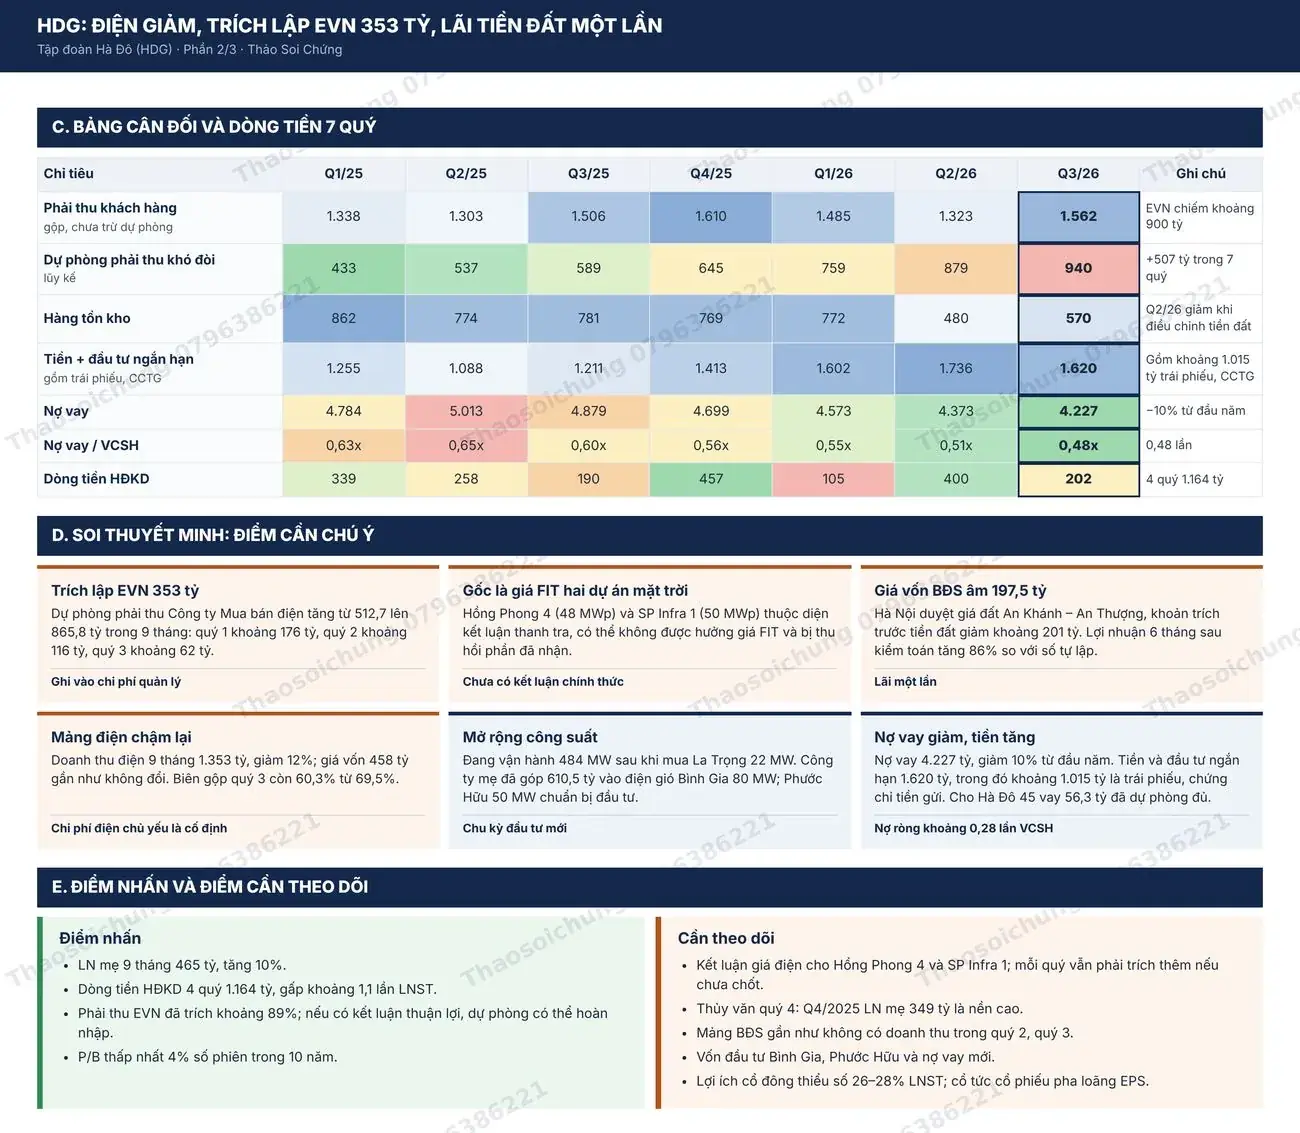 HDG: ĐIỆN GIẢM, TRÍCH LẬP EVN 353 TỶ, LÃI TIỀN ĐẤT MỘT LẦN
Tập đoàn Hà Đô (HDG) · Phần 2/3 · Thảo Soi Chứng
C. BẢNG CÂN ĐỐI VÀ DÒNG TIỀN 7 QUÝ
Chỉ tiêu Q1/25 Q2/25 Q3/25 Q4/25 Q1/26 Q2/26 Q3/26 Ghi chú
Phải thu khách hàng 1.338 1.303 1.506 1.610 1.485 1.323 1.562 EVN chiếm khoảng
gộp, chưa trừ dự phòng 900 tỷ
Dự phòng phải thu khó đòi 433 537 589 645 759 879 940 +507 tỷ trong 7
lũy kế quý
Hàng tồn kho 862 774 781 769 772 480 570 Q2/26 giảm khi
điều chỉnh tiền đất
Tiền + đầu tư ngắn hạn 1.255 1.088 1.211 1.413 1.602 1.736 1.620 Gồm khoảng 1.015
gồm trái phiếu, CCTG tỷ trái phiếu, CCTG
Nợ vay 4.784 5.013 4.879 4.699 4.573 4.373 4.227 −10% từ đầu năm
Nợ vay / VCSH 0,63x 0,65x 0,60x 0,56x 0,55x 0,51x 0,48x 0,48 lần
Dòng tiền HĐKD 339 258 190 457 105 400 202 4 quý 1.164 tỷ
D. SOI THUYẾT MINH: ĐIỂM CẦN CHÚ Ý
Trích lập EVN 353 tỷ
Dự phòng phải thu Công ty Mua bán điện tăng từ 512,7 lên
865,8 tỷ trong 9 tháng: quý 1 khoảng 176 tỷ, quý 2 khoảng
116 tỷ, quý 3 khoảng 62 tỷ.
Ghi vào chi phí quản lý
Gốc là giá FIT hai dự án mặt trời
Hồng Phong 4 (48 MWp) và SP Infra 1 (50 MWp) thuộc diện
kết luận thanh tra, có thể không được hưởng giá FIT và bị thu
hồi phần đã nhận.
Chưa có kết luận chính thức
Giá vốn BĐS âm 197,5 tỷ
Hà Nội duyệt giá đất An Khánh – An Thượng, khoản trích
trước tiền đất giảm khoảng 201 tỷ. Lợi nhuận 6 tháng sau
kiểm toán tăng 86% so với số tự lập.
Lãi một lần
Mảng điện chậm lại
Doanh thu điện 9 tháng 1.353 tỷ, giảm 12%; giá vốn 458 tỷ
gần như không đổi. Biên gộp quý 3 còn 60,3% từ 69,5%.
Chi phí điện chủ yếu là cố định
Mở rộng công suất
Đang vận hành 484 MW sau khi mua La Trọng 22 MW. Công
ty mẹ đã góp 610,5 tỷ vào điện gió Bình Gia 80 MW; Phước
Hữu 50 MW chuẩn bị đầu tư.
Chu kỳ đầu tư mới
Nợ vay giảm, tiền tăng
Nợ vay 4.227 tỷ, giảm 10% từ đầu năm. Tiền và đầu tư ngắn
hạn 1.620 tỷ, trong đó khoảng 1.015 tỷ là trái phiếu, chứng
chỉ tiền gửi. Cho Hà Đô 45 vay 56,3 tỷ đã dự phòng đủ.
Nợ ròng khoảng 0,28 lần VCSH
E. ĐIỂM NHẤN VÀ ĐIỂM CẦN THEO DÕI
Điểm nhấn
• LN mẹ 9 tháng 465 tỷ, tăng 10%.
• Dòng tiền HĐKD 4 quý 1.164 tỷ, gấp khoảng 1,1 lần LNST.
• Phải thu EVN đã trích khoảng 89%; nếu có kết luận thuận lợi, dự phòng có thể hoàn
nhập.
• P/B thấp nhất 4% số phiên trong 10 năm.
Cần theo dõi
• Kết luận giá điện cho Hồng Phong 4 và SP Infra 1; mỗi quý vẫn phải trích thêm nếu
chưa chốt.
• Thủy văn quý 4: Q4/2025 LN mẹ 349 tỷ là nền cao.
• Mảng BĐS gần như không có doanh thu trong quý 2, quý 3.
• Vốn đầu tư Bình Gia, Phước Hữu và nợ vay mới.
• Lợi ích cổ đông thiểu số 26–28% LNST; cổ tức cổ phiếu pha loãng EPS.
Thaosoichung 0796386221